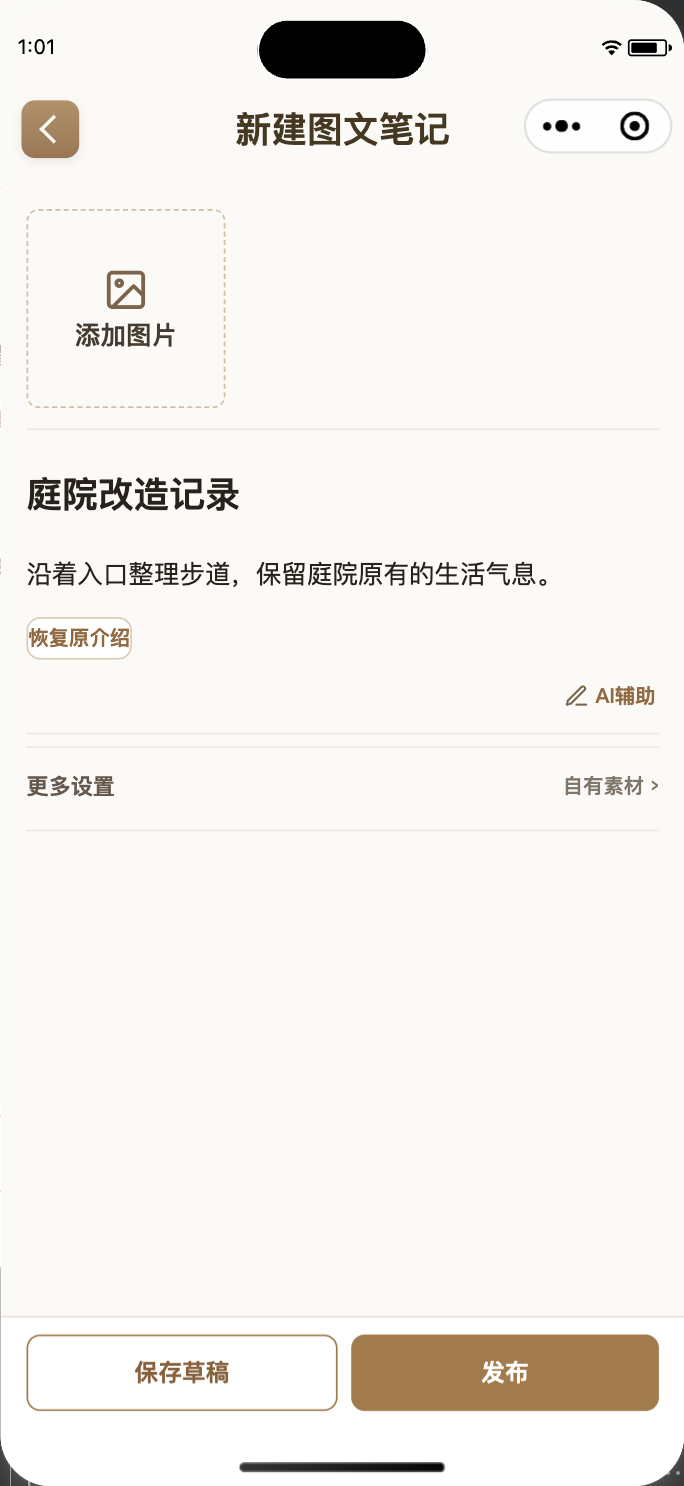 1:01
新建图文笔记
添加图片
庭院改造记录
沿着入口整理步道，保留庭院原有的生活气息。
恢复原介绍
AI辅助
更多设置
自有素材 >
保存草稿
发布